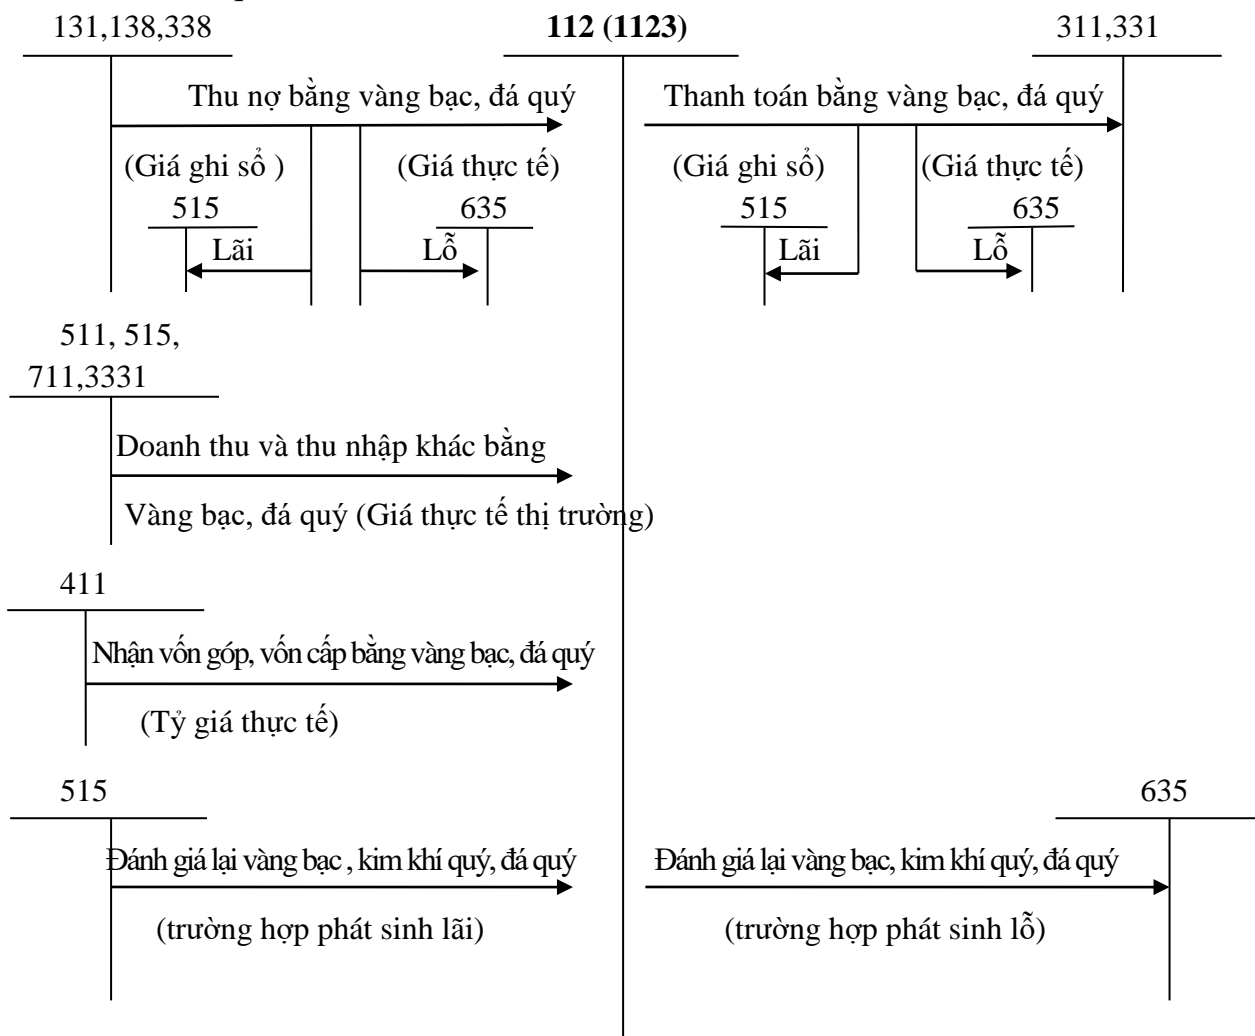 131,138,338
112 (1123)
311,331
Thu nợ bằng vàng bạc, đá quý
Thanh toán bằng vàng bạc, đá quý
(Giá ghi sổ )
(Giá thực tế)
(Giá ghi sổ)
(Giá thực tế)
515
635
515
635
Lãi
Lỗ
Lãi
Lỗ
511, 515,
711,3331
Doanh thu và thu nhập khác bằng
Vàng bạc, đá quý (Giá thực tế thị trường)
411
Nhận vốn góp, vốn cấp bằng vàng bạc, đá quý
(Tỷ giá thực tế)
515
635
Đánh giá lại vàng bạc , kim khí quý, đá quý
Đánh giá lại vàng bạc, kim khí quý, đá quý
(trường hợp phát sinh lãi)
(trường hợp phát sinh lỗ)